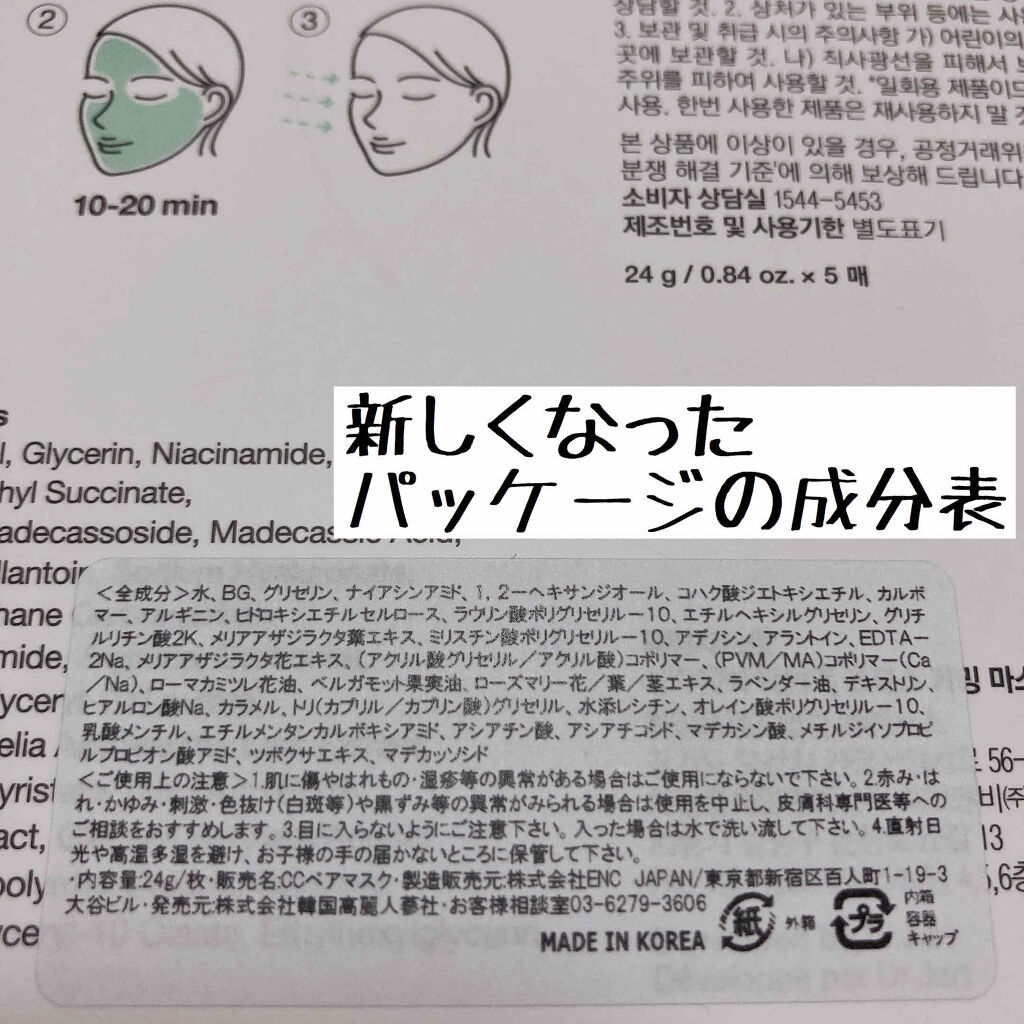 ②
③
10-20 min
상담할 것. 2. 상처가 있는 부위 등에는
3. 보관 및 취급 시의 주의사항 가) 어린이의
곳에 보관할 것. 나) 직사광선을 피해서
주위를 피하여 사용할 것. "일회용 제품이
사용. 한번 사용한 제품은 재사용하지 말
본 상품에 이상이 있을 경우, 공정거래위
분쟁 해결 기준'에 의해 보상해 드립니다
소비자 상담실 1544-5453
제조번호 및 사용기한 별도표기
24 g / 0.84 oz. × 5 매
新しくなった
パッケージの成分表
Glycerin, Niacinamide,
hyl Succinate,
adecassoside, Madecassic Acid,
llantoin
<全成分>水、BG、グリセリン、ナイアシンアミド、1，2-ヘキサンジオール、コハク酸ジエトキシエチル、カルボ
マー、アルギニン、ヒドロキシエチルセルロース、ラウリン酸ポリグリセリル-10、エチルヘキシルグリセリン、グリチ
ルリチン酸2K、メリアアザジラクタ葉エキス、ミリスチン酸ポリグリセリル-10、アデノシン、アラントイン、EDTA-
2Na、メリアアザジラクタ花エキス、(アクリル酸グリセリル/アクリル酸)コポリマー、(PVM/MA)コポリマー(Ca
/Na)、ローマカミツレ花油、ベルガモット果実油、ローズマリー花/葉/茎エキス、ラベンダー油、デキストリン、
ヒアルロン酸Na、カラメル、トリ(カプリル/カプリン酸)グリセリル、水添レシチン、オレイン酸ポリグリセリル-10、
乳酸メンチル、エチルメンタンカルボキシアミド、アシアチン酸、アシアチコシド、マデカシン酸、メチルジイソプロピ
ルプロピオン酸アミド、ツボクサエキス、マデカッソシド
<ご使用上の注意>1.肌に傷やはれもの・湿疹等の異常がある場合はご使用にならないで下さい。2.赤み・は
れ・かゆみ・刺激・色抜け(白斑等)や黒ずみ等の異常がみられる場合は使用を中止し、皮膚科専門医等への
ご相談をおすすめします。3.目に入らないようにご注意下さい。入った場合は水で洗い流して下さい。4.直射日
光や高温多湿を避け、お子様の手の届かないところに保管して下さい。
・内容量:24g/枚・販売名:CCペアマスク・製造販売元:株式会社ENC JAPAN/東京都新宿区百人町1-19-3
大谷ビル・発売元:株式会社韓国高麗人蔘社・お客様相談室03-6279-3606
MADE IN KOREA
紙
外箱
プラ
内箱
容器
キャップ